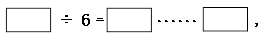 □ ÷ 6 = □ ······ □ ,